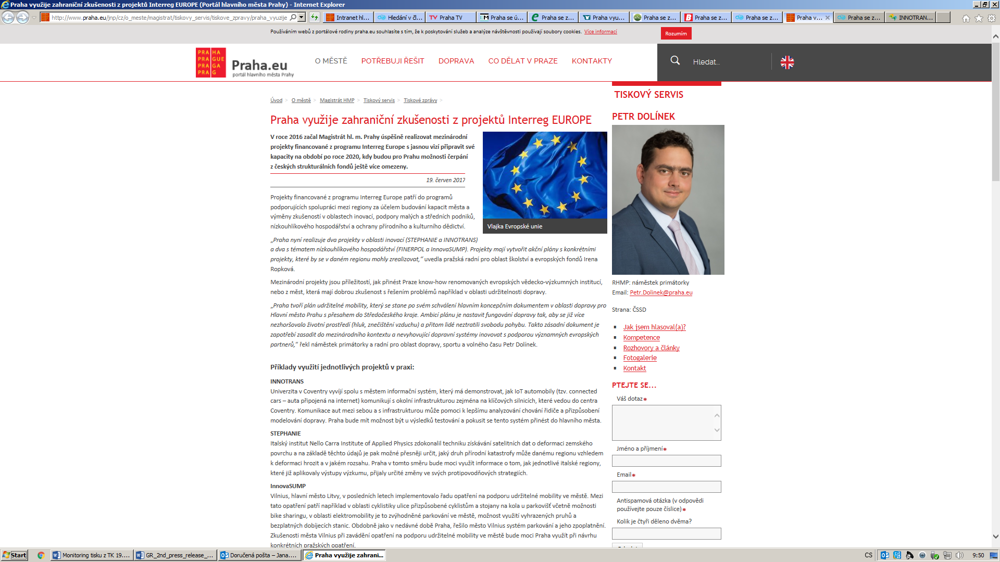 Praha využije zahraniční zkušenosti z projektů Interreg EUROPE (Portál hlavního města Prahy) - Internet Explorer
http://www.praha.eu/jnp/cz/o_meste/magistrat/tiskovy_servis/tiskove_zpravy/praha_vyuzije
Intranet hl...
Hledání v čl...
Praha TV
Praha se ú...
Praha se z...
Praha vyu...
Praha se z...
Praha se z...
Praha se z...
Praha v...
Praha se z...
INNOTRAN...
Používáním webů z portálové rodiny praha.eu souhlasíte s tím, že k poskytování služeb a analýze návštěvnosti používají soubory cookies. Více informací
Rozumím
PRA HA
PRA GUE
PRA GA
PRA G
Praha.eu
portál hlavního města Prahy
O MĚSTĚ
POTŘEBUJI ŘEŠIT
DOPRAVA
CO DĚLAT V PRAZE
KONTAKTY
Hledat...
Úvod > O městě > Magistrát HMP > Tiskový servis > Tiskové zprávy >
Praha využije zahraniční zkušenosti z projektů Interreg EUROPE
V roce 2016 začal Magistrát hl. m. Prahy úspěšně realizovat mezinárodní
projekty financované z programu Interreg Europe s jasnou vizí připravit své
kapacity na období po roce 2020, kdy budou pro Prahu možnosti čerpání
z českých strukturálních fondů ještě více omezeny.
19. červen 2017
Vlajka Evropské unie
Projekty financované z programu Interreg Europe patří do programů
podporujících spolupráci mezi regiony za účelem budování kapacit města a
výměny zkušeností v oblastech inovací, podpory malých a středních podniků,
nízkouhlíkového hospodářství a ochrany přírodního a kulturního dědictví.
„Praha nyní realizuje dva projekty v oblasti inovací (STEPHANIE a INNOTRANS)
a dva s tématem nízkouhlíkového hospodářství (FINERPOL a InnovaSUMP). Projekty mají vytvořit akční plány s konkrétními
projekty, které by se v daném regionu mohly zrealizovat,“ uvedla pražská radní pro oblast školství a evropských fondů Irena
Ropková.
Mezinárodní projekty jsou příležitostí, jak přinést Praze know-how renomovaných evropských vědecko-výzkumných institucí,
nebo z měst, která mají dobrou zkušenost s řešením problémů například v oblasti udržitelnosti dopravy.
„Praha tvoří plán udržitelné mobility, který se stane po svém schválení hlavním koncepčním dokumentem v oblasti dopravy pro
Hlavní město Prahu s přesahem do Středočeského kraje. Ambicí plánu je nastavit fungování dopravy tak, aby se již více
nezhoršovalo životní prostředí (hluk, znečištění vzduchu) a přitom lidé neztratili svobodu pohybu. Takto zásadní dokument je
zapotřebí zasadit do mezinárodního kontextu a nevyhovující dopravní systémy inovovat s podporou významných evropských
partnerů,“ řekl náměstek primátorky a radní pro oblast dopravy, sportu a volného času Petr Dolínek.
Příklady využití jednotlivých projektů v praxi:
INNOTRANS
Univerzita v Coventry vyvíjí spolu s městem informační systém, který má demonstrovat, jak IoT automobily (tzv. connected
cars – auta připojená na internet) komunikují s okolní infrastrukturou zejména na klíčových silnicích, které vedou do centra
Coventry. Komunikace aut mezi sebou a s infrastrukturou může pomoci k lepšímu analyzování chování řidiče a přizpůsobení
modelování dopravy. Praha bude mít možnost být u výsledků testování a pokusit se tento systém přinést do hlavního města.
STEPHANIE
Italský institut Nello Carra Institute of Applied Physics zdokonalil techniku získávání satelitních dat o deformaci zemského
povrchu a na základě těchto údajů je pak možné přesněji určit, jaký druh přírodní katastrofy může danému regionu vzhledem
k deformaci hrozit a v jakém rozsahu. Praha v tomto směru bude moci využít informace o tom, jak jednotlivé italské regiony,
které již aplikovaly výstupy výzkumu, přijaly určité změny ve svých protipovodňových strategiích.
InnovaSUMP
Vilnius, hlavní město Litvy, v posledních letech implementovalo řadu opatření na podporu udržitelné mobility ve městě. Mezi
tato opatření patří například v oblasti cyklistiky ulice přizpůsobené cyklistům a stojany na kola u parkovišť včetně možnosti
bike sharingu, v oblasti elektromobility je to zvýhodněné parkování ve městě, možnost využití vyhrazených pruhů a
bezplatných dobíjecích stanic. Obdobně jako v nedávné době Praha, řešilo město Vilnius systém parkování a jeho zpoplatnění.
Zkušenosti města Vilnius při zavádění opatření na podporu udržitelné mobility ve městě bude moci Praha využít při návrhu
konkrétních pražských opatření.
TISKOVÝ SERVIS
PETR DOLÍNEK
RHMP: náměstek primátorky
Email: Petr.Dolinek@praha.eu
Strana: ČSSD
Jak jsem hlasoval(a)?
Kompetence
Rozhovory a články
Fotogalerie
Kontakt
PTEJTE SE...
Váš dotaz*
Jméno a příjmení*
Email*
Antispamová otázka (v odpovědi
používejte pouze číslice)*
Kolik je čtyři děleno dvěma?
Start
Monitoring tisku z TK 19....
GR_2nd_press_release_...
Doručená pošta – Jana....
Praha využije zahrani...
CS
9:50